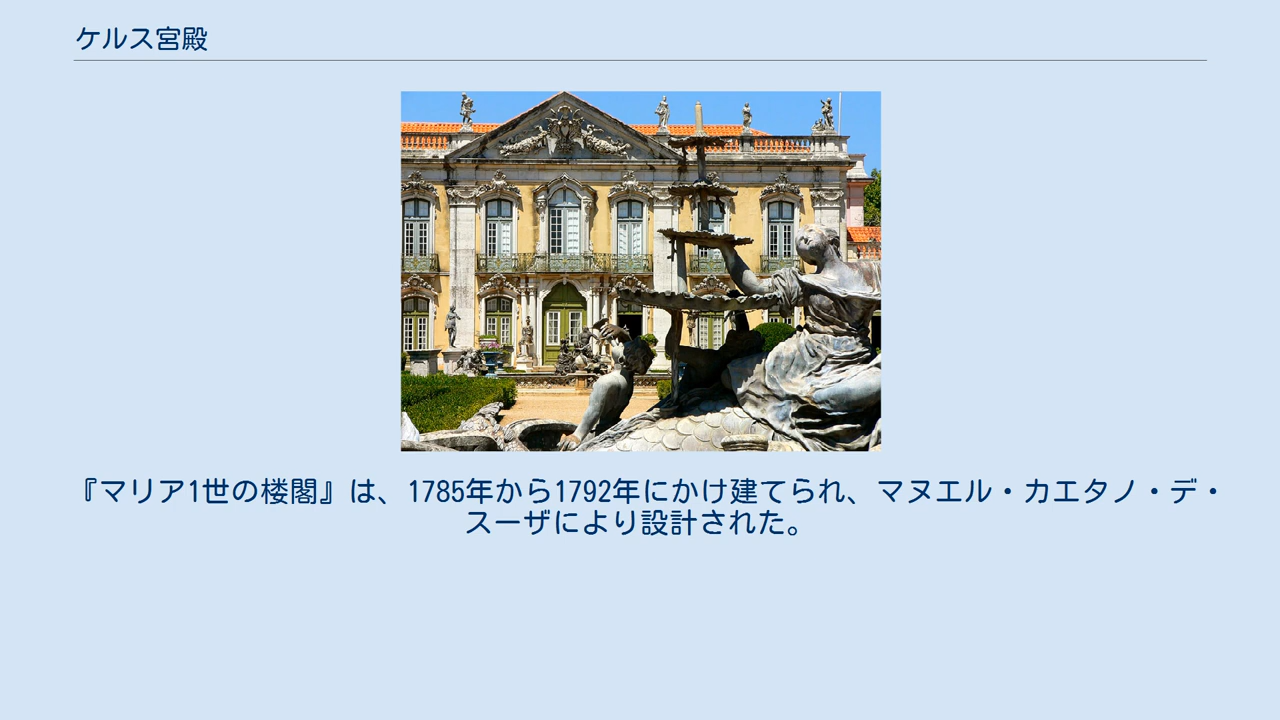 ケルス宮殿
『マリア1世の楼閣』は、1785年から1792年にかけ建てられ、マヌエル・カエタノ・デ・
スーザにより設計された。